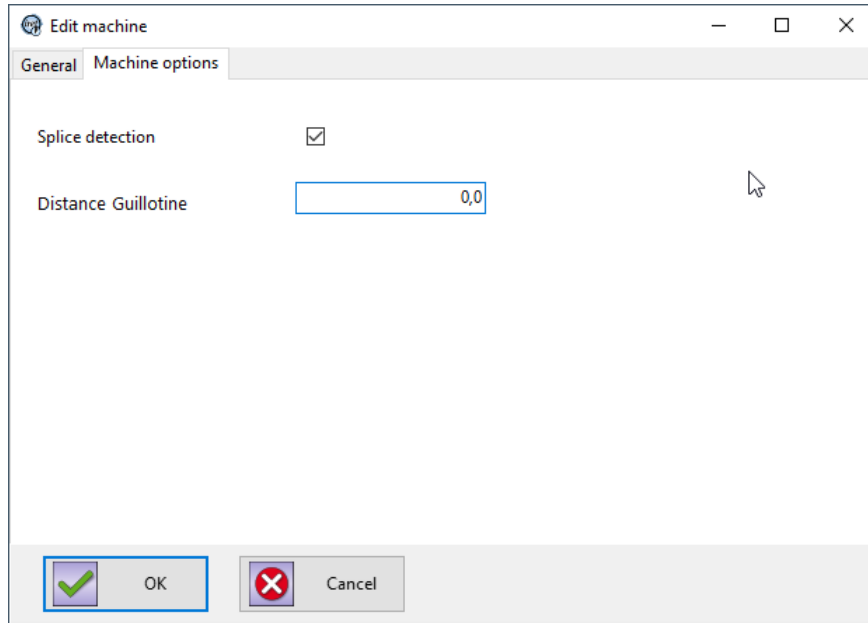 Edit machine
General Machine options
Splice detection
Distance Guillotine 0,0
OK Cancel